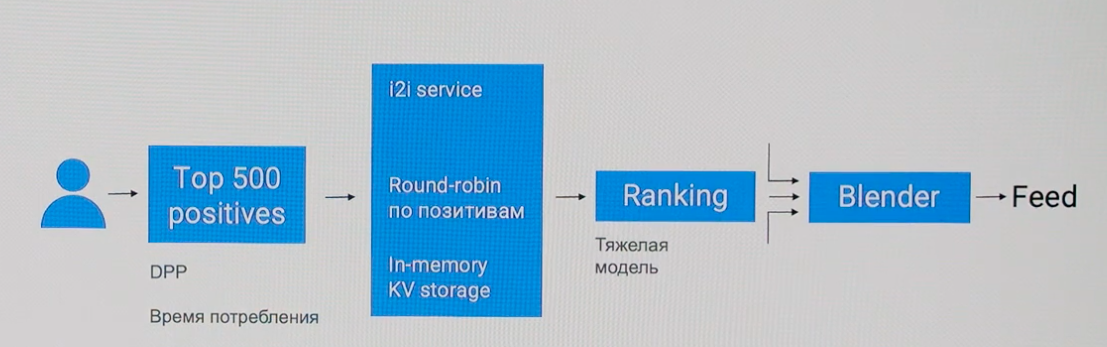 Top 500
positives
DPP
Время потребления
i2i service
Round-robin
по позитивам
In-memory
KV storage
Ranking
Тяжелая
модель
Blender
Feed